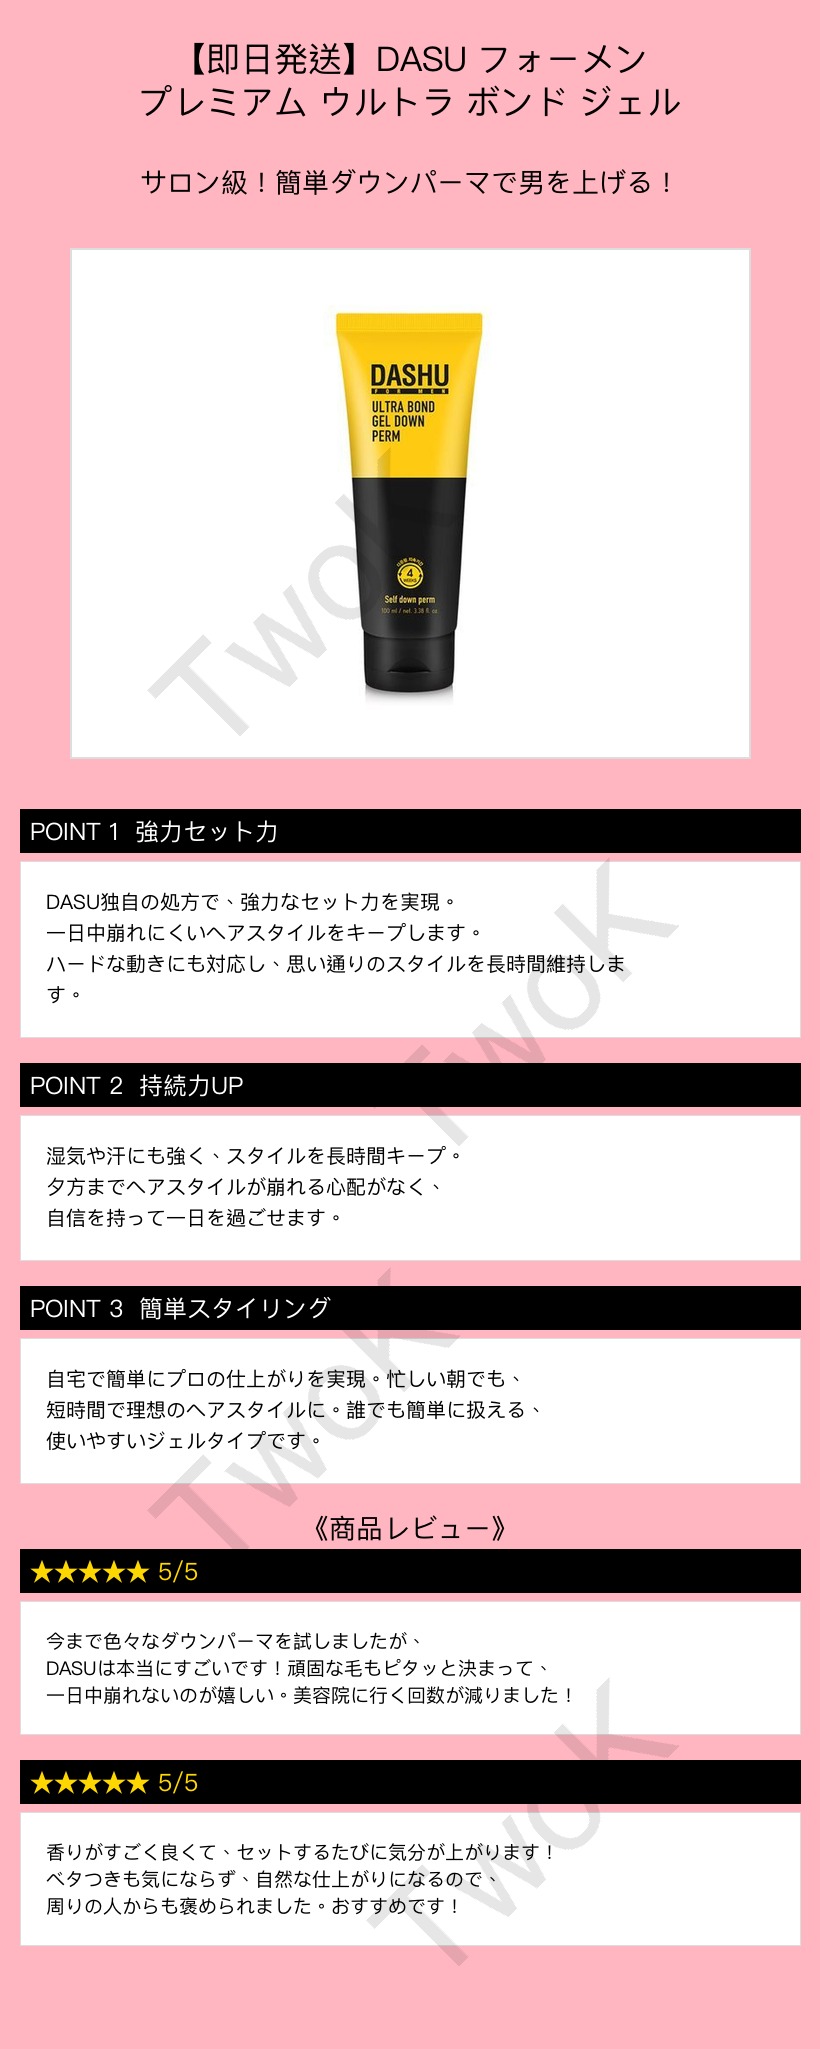 【即日発送】DASU フォーメン
プレミアム ウルトラ ボンド ジェル
サロン級！簡単ダウンパーマで男を上げる！
DASHU
FOR MEN
ULTRA BOND
GEL DOWN
PERM
4
WEEKS
Self down perm
100 ml / net. 3.38 fl. oz.
TwoK
POINT 1 強力セット力
DASU独自の処方で、強力なセット力を実現。
一日中崩れにくいヘアスタイルをキープします。
ハードな動きにも対応し、思い通りのスタイルを長時間維持しま
す。
TwoK
POINT 2 持続力UP
湿気や汗にも強く、スタイルを長時間キープ。
夕方までヘアスタイルが崩れる心配がなく、
自信を持って一日を過ごせます。
POINT 3 簡単スタイリング
自宅で簡単にプロの仕上がりを実現。忙しい朝でも、
短時間で理想のヘアスタイルに。誰でも簡単に扱える、
使いやすいジェルタイプです。
TwoK
《商品レビュー》
★★★★★ 5/5
今まで色々なダウンパーマを試しましたが、
DASUは本当にすごいです！頑固な毛もピタッと決まって、
一日中崩れないのが嬉しい。美容院に行く回数が減りました！
★★★★★ 5/5
香りがすごく良くて、セットするたびに気分が上がります！
ベタつきも気にならず、自然な仕上がりになるので、
周りの人からも褒められました。おすすめです！
TwoK